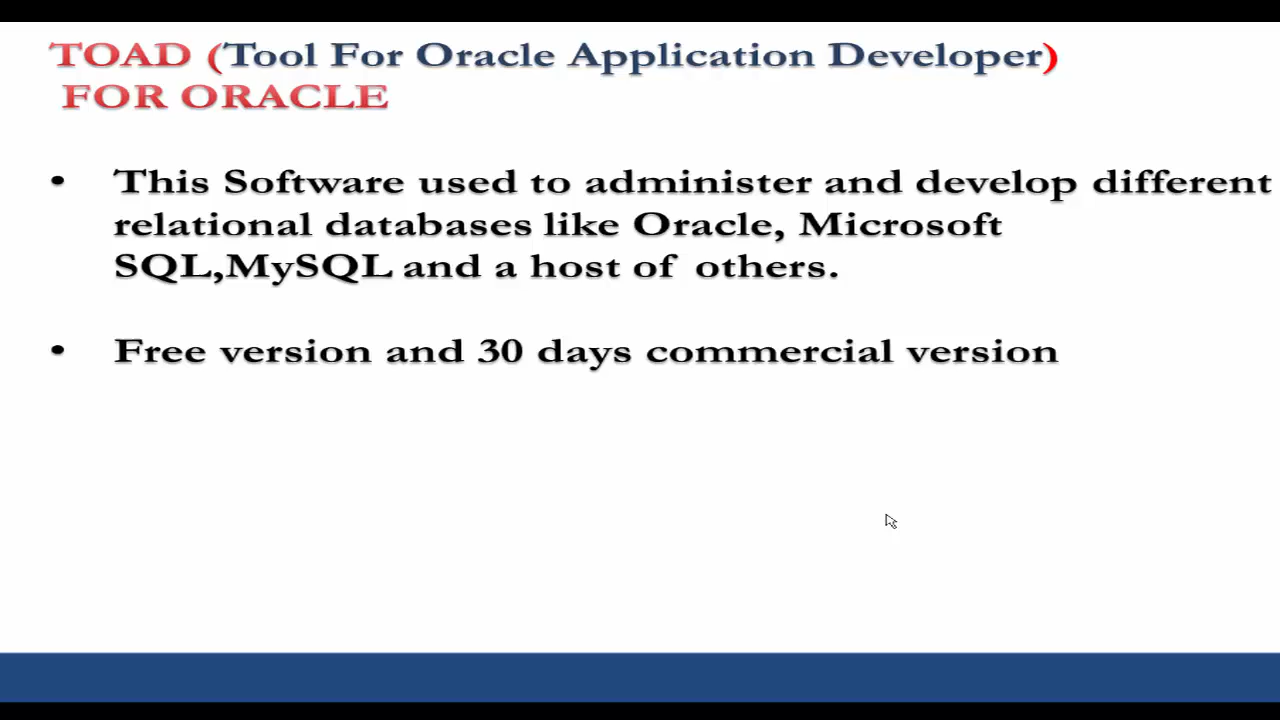 TOAD (Tool For Oracle Application Developer)
FOR ORACLE
• This Software used to administer and develop different
relational databases like Oracle, Microsoft
SQL,MySQL and a host of others.
• Free version and 30 days commercial version